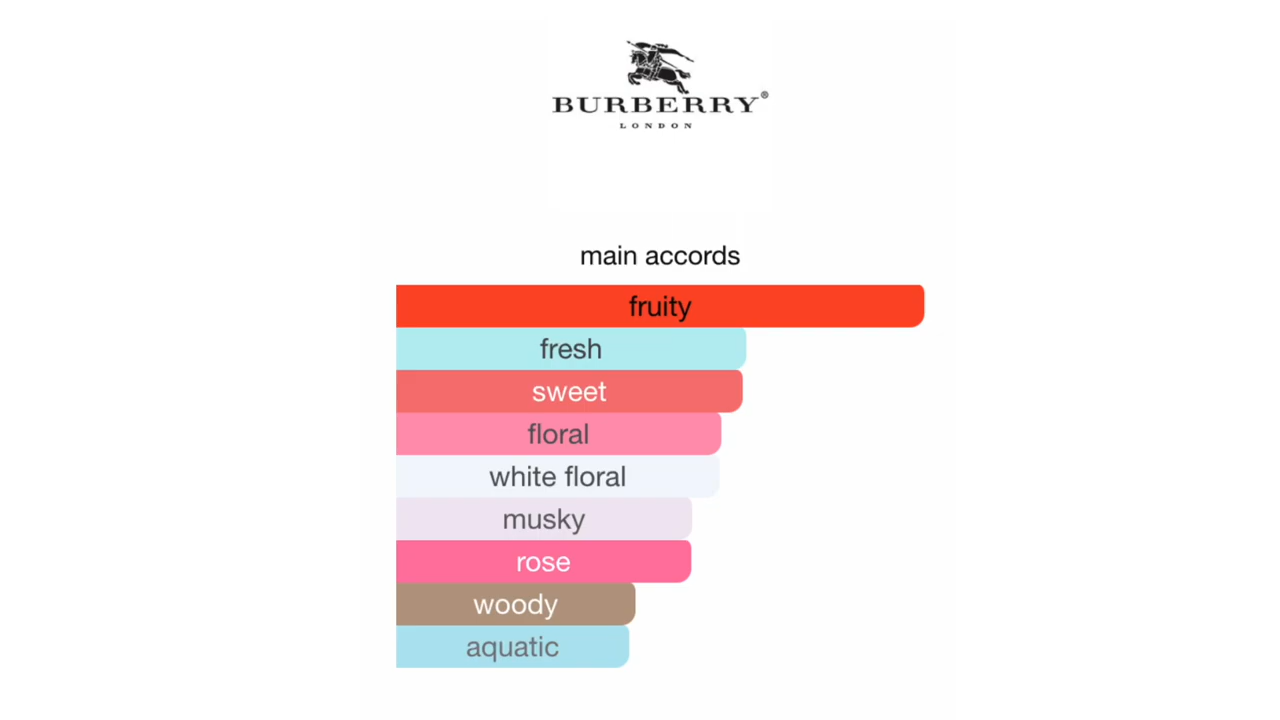 BURBERRY®
LONDON
main accords
fruity
fresh
sweet
floral
white floral
musky
rose
woody
aquatic